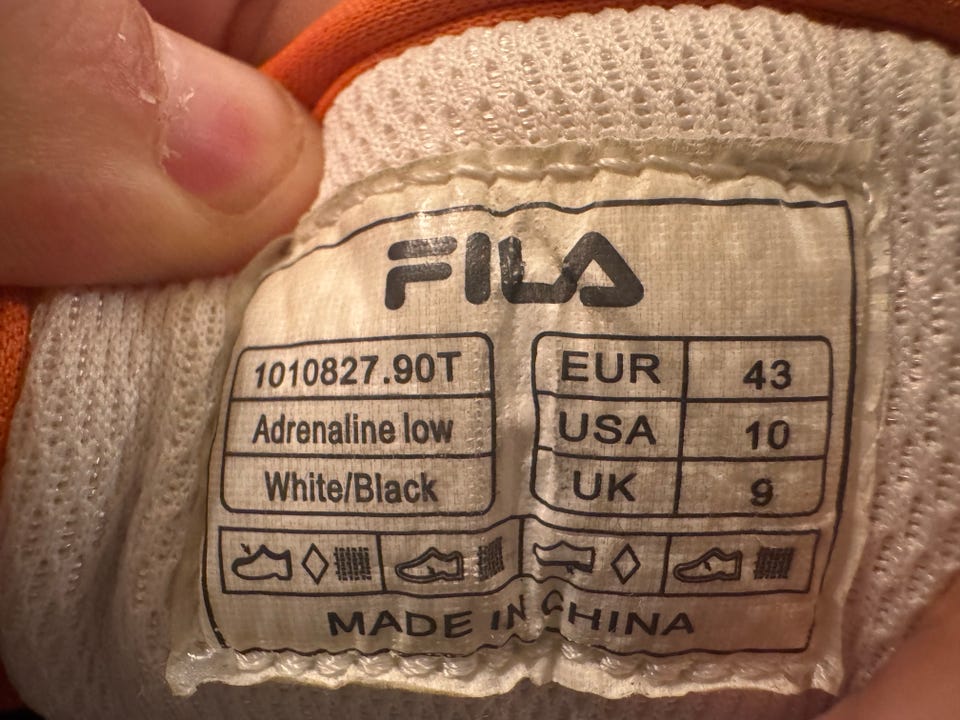 FILA
1010827.90T
Adrenaline low
White/Black
EUR 43
USA 10
UK 9
MADE IN CHINA